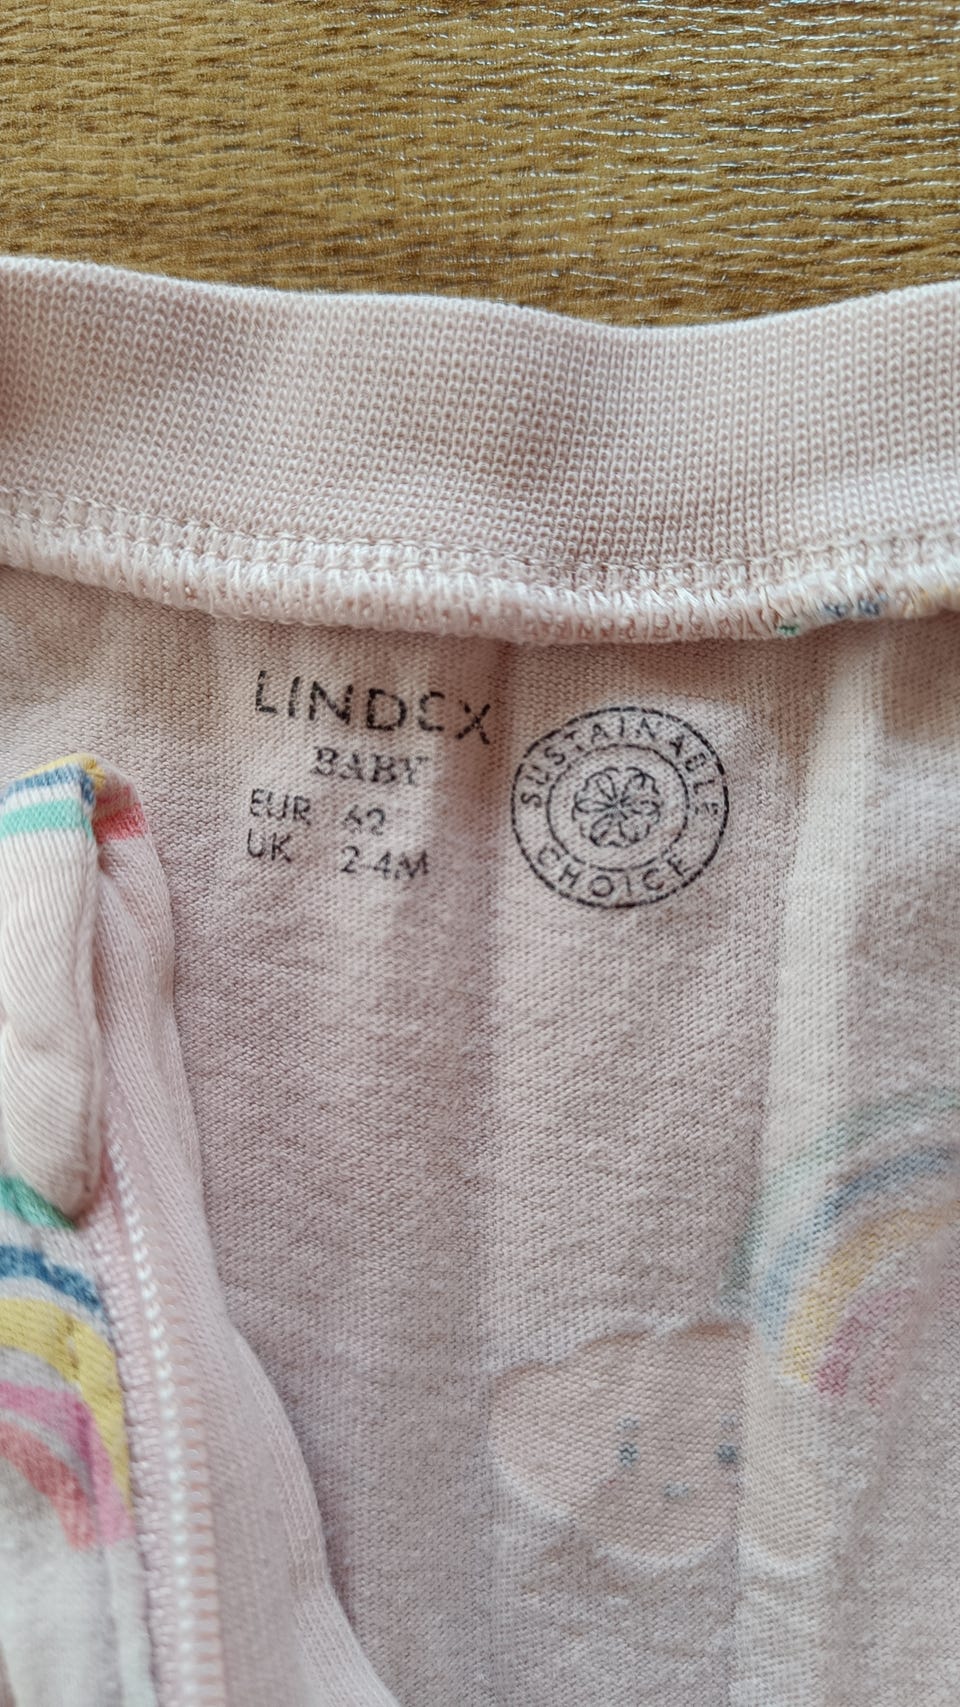 LINDEX
BABY
EUR 62
UK 2-4M
SUSTAINABLE
CHOICE